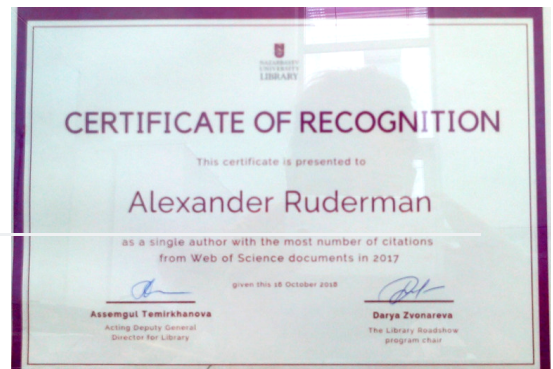 NAZARBAYEV
UNIVERSITY
LIBRARY
CERTIFICATE OF RECOGNITION
This certificate is presented to
Alexander Ruderman
as a single author with the most number of citations
from Web of Science documents in 2017
given this 18 October 2018
Assemgul Temirkhanova
Acting Deputy General
Director for Library
Darya Zvonareva
The Library Roadshow
program chair